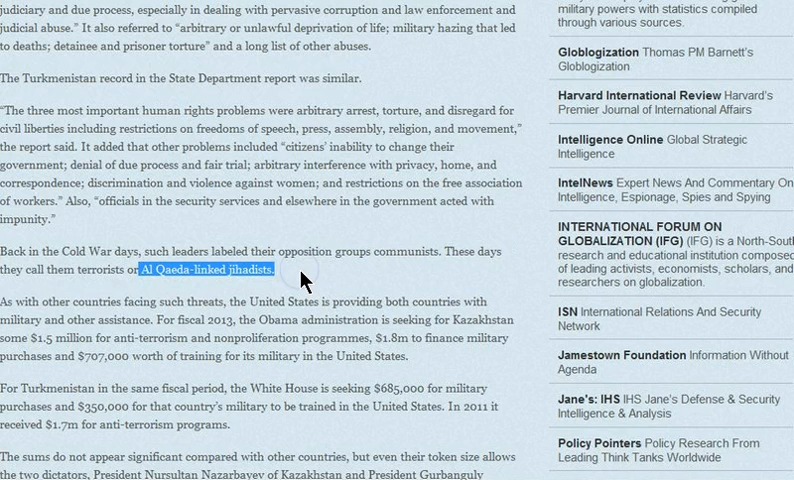 judiciary and due process, especially in dealing with pervasive corruption and law enforcement and
judicial abuse.” It also referred to “arbitrary or unlawful deprivation of life; military hazing that led
to deaths; detainee and prisoner torture” and a long list of other abuses.
The Turkmenistan record in the State Department report was similar.
“The three most important human rights problems were arbitrary arrest, torture, and disregard for
civil liberties including restrictions on freedoms of speech, press, assembly, religion, and movement,”
the report said. It added that other problems included “citizens’ inability to change their
government; denial of due process and fair trial; arbitrary interference with privacy, home, and
correspondence; discrimination and violence against women; and restrictions on the free association
of workers.” Also, “officials in the security services and elsewhere in the government acted with
impunity.”
Back in the Cold War days, such leaders labeled their opposition groups communists. These days
they call them terrorists or Al Qaeda-linked jihadists.
As with other countries facing such threats, the United States is providing both countries with
military and other assistance. For fiscal 2013, the Obama administration is seeking for Kazakhstan
some $1.5 million for anti-terrorism and nonproliferation programmes, $1.8m to finance military
purchases and $707,000 worth of training for its military in the United States.
For Turkmenistan in the same fiscal period, the White House is seeking $685,000 for military
purchases and $350,000 for that country’s military to be trained in the United States. In 2011 it
received $1.7m for anti-terrorism programs.
The sums do not appear significant compared with other countries, but even their token size allows
the two dictators, President Nursultan Nazarbayev of Kazakhstan and President Gurbanguly
military powers with statistics compiled
through various sources.
Globlogization Thomas PM Barnett’s
Globlogization
Harvard International Review Harvard’s
Premier Journal of International Affairs
Intelligence Online Global Strategic
Intelligence
IntelNews Expert News And Commentary On
Intelligence, Espionage, Spies and Spying
INTERNATIONAL FORUM ON
GLOBALIZATION (IFG) (IFG) is a North-Sout
research and educational institution composed
of leading activists, economists, scholars, and
researchers on globalization.
ISN International Relations And Security
Network
Jamestown Foundation Information Without
Agenda
Jane's: IHS IHS Jane’s Defense & Security
Intelligence & Analysis
Policy Pointers Policy Research From
Leading Think Tanks Worldwide